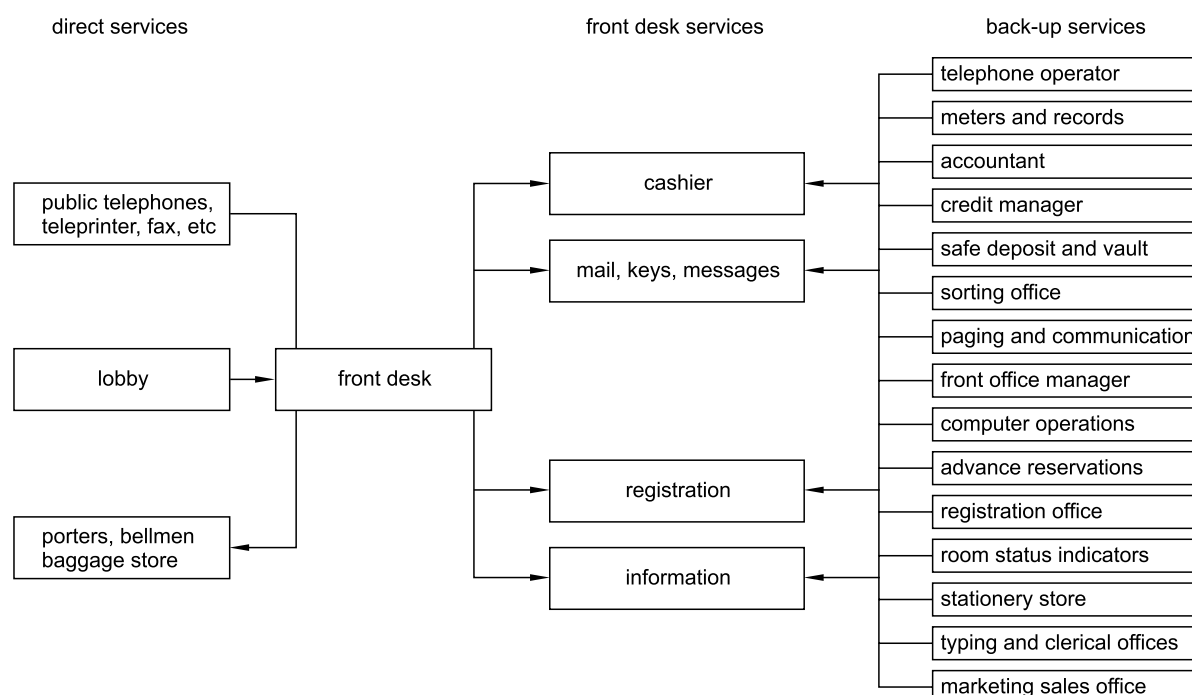 direct services
front desk services
back-up services
public telephones,
teleprinter, fax, etc
lobby
porters, bellmen
baggage store
front desk
cashier
mail, keys, messages
registration
information
telephone operator
meters and records
accountant
credit manager
safe deposit and vault
sorting office
paging and communication
front office manager
computer operations
advance reservations
registration office
room status indicators
stationery store
typing and clerical offices
marketing sales office